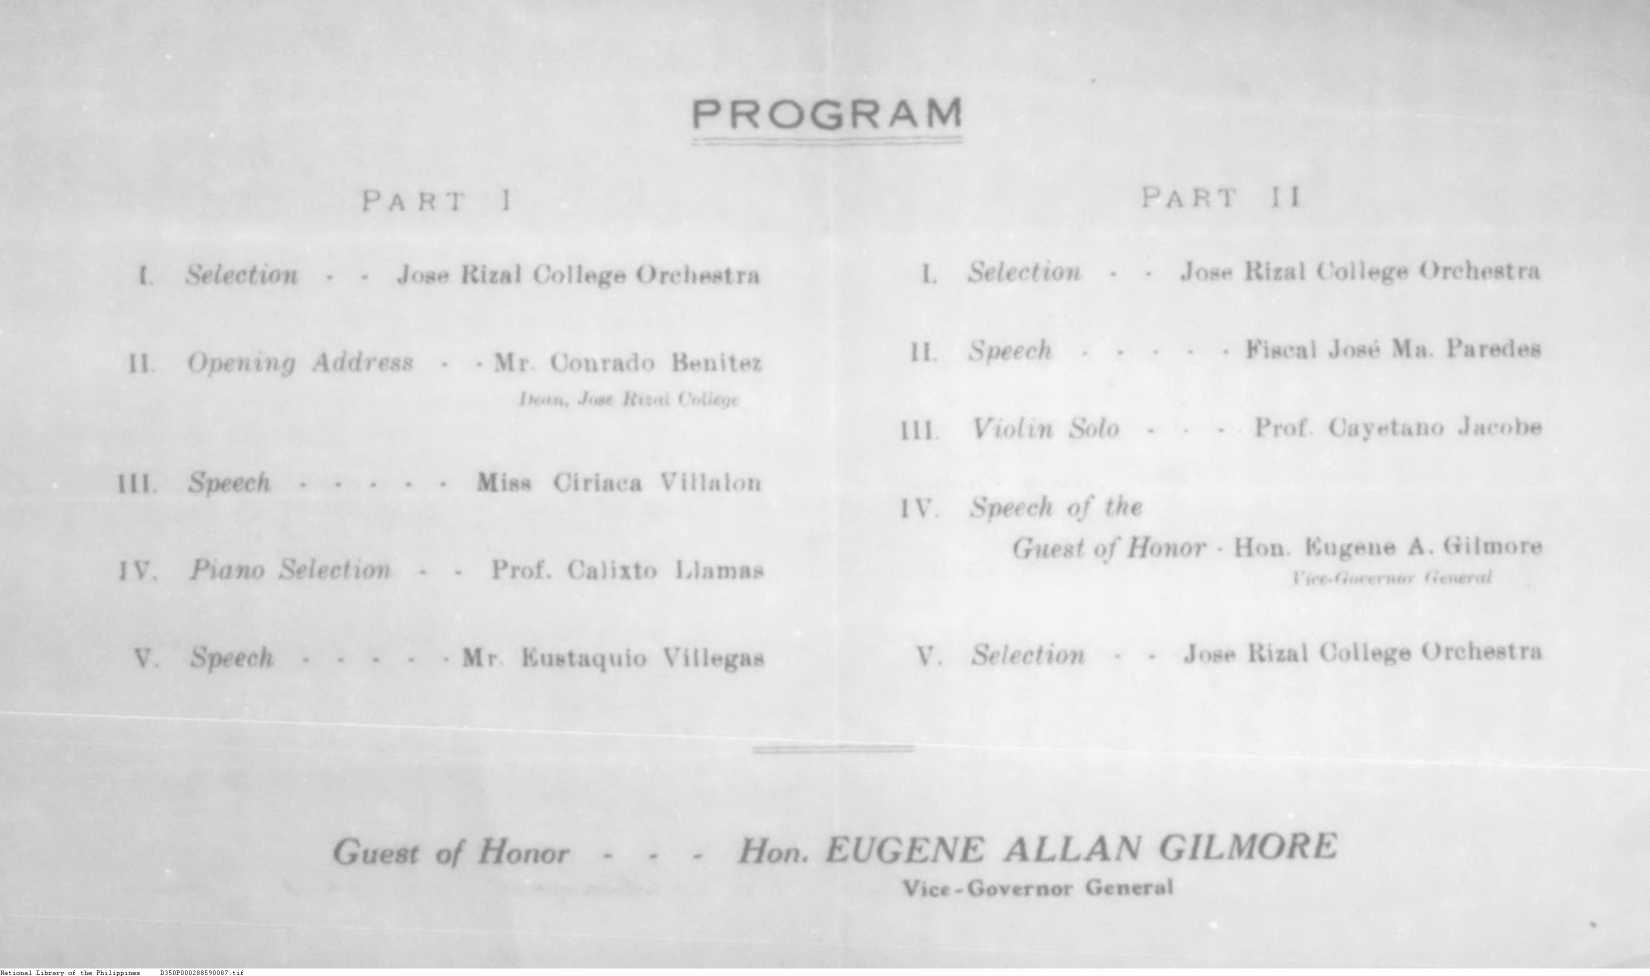 PROGRAM
PART I
I. Selection - - Jose Rizal College Orchestra
II. Opening Address - - Mr. Conrado Benitez
Dean, Jose Rizal College
III. Speech - - - - - Miss Ciriaca Villalon
IV. Piano Selection - - Prof. Calixto Llamas
V. Speech - - - - - Mr. Eustaquio Villegas
PART II
I. Selection - - Jose Rizal College Orchestra
II. Speech - - - - - Fiscal José Ma. Paredes
III. Violin Solo - - - Prof. Cayetano Jacobe
IV. Speech of the
Guest of Honor - Hon. Eugene A. Gilmore
Vice-Governor General
V. Selection - - Jose Rizal College Orchestra
Guest of Honor - - - Hon. EUGENE ALLAN GILMORE
Vice-Governor General
National Library of the Philippines D350P000288590007.tif